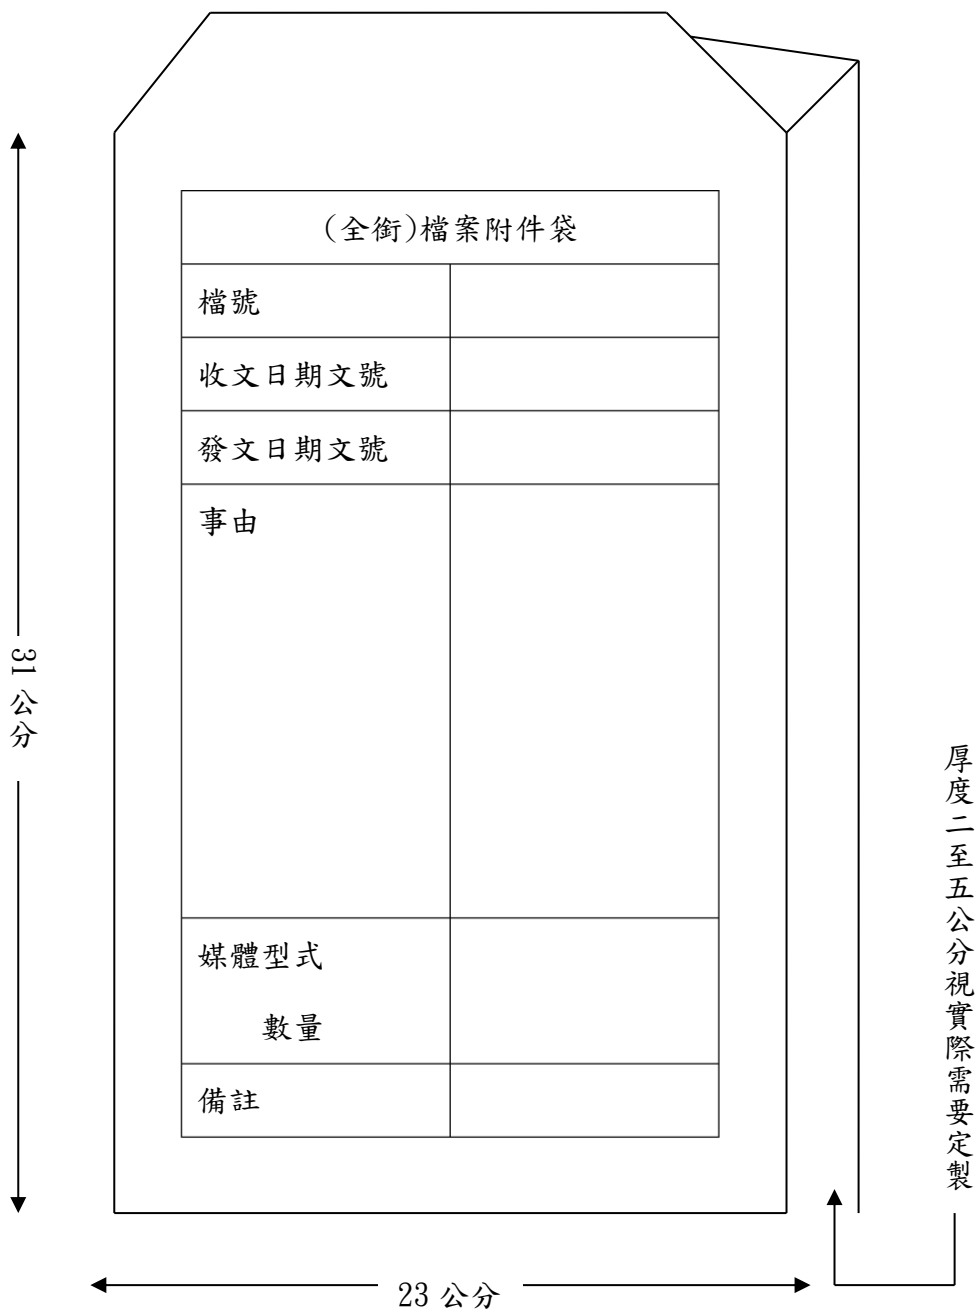 (全銜)檔案附件袋
檔號
收文日期文號
發文日期文號
事由
媒體型式
數量
備註
31公分
23公分
厚度二至五公分視實際需要定製